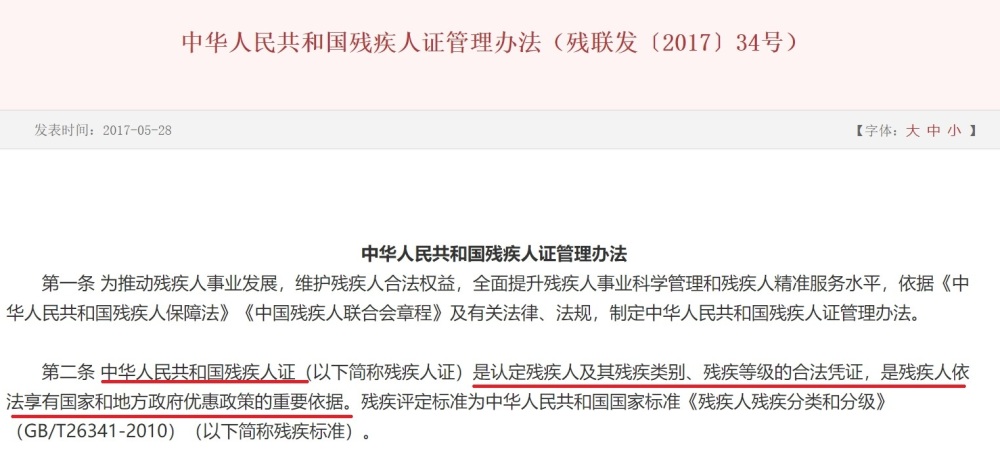 中华人民共和国残疾人证管理办法（残联发〔2017〕34号）
发表时间：2017-05-28
【字体：大 中 小 】
中华人民共和国残疾人证管理办法
第一条 为推动残疾人事业发展，维护残疾人合法权益，全面提升残疾人事业科学管理和残疾人精准服务水平，依据《中
华人民共和国残疾人保障法》《中国残疾人联合会章程》及有关法律、法规，制定中华人民共和国残疾人证管理办法。
第二条 中华人民共和国残疾人证（以下简称残疾人证）是认定残疾人及其残疾类别、残疾等级的合法凭证，是残疾人依
法享有国家和地方政府优惠政策的重要依据。残疾评定标准为中华人民共和国国家标准《残疾人残疾分类和分级》
（GB/T26341-2010）（以下简称残疾标准）。